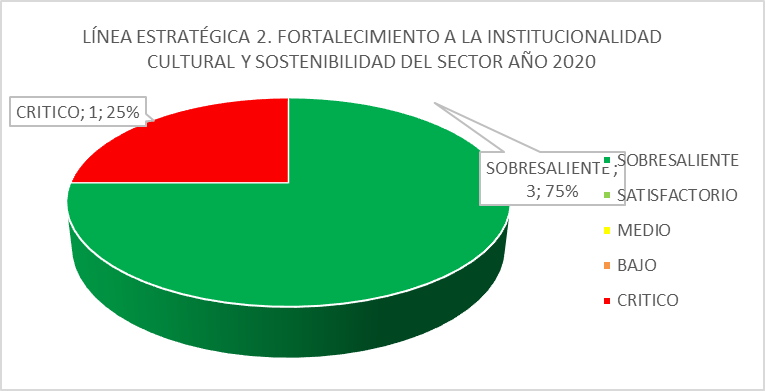 LÍNEA ESTRATÉGICA 2. FORTALECIMIENTO A LA INSTITUCIONALIDAD
CULTURAL Y SOSTENIBILIDAD DEL SECTOR AÑO 2020
CRITICO; 1; 25%
SOBRESALIENTE ;
3; 75%
SOBRESALIENTE
SATISFACTORIO
MEDIO
BAJO
CRITICO